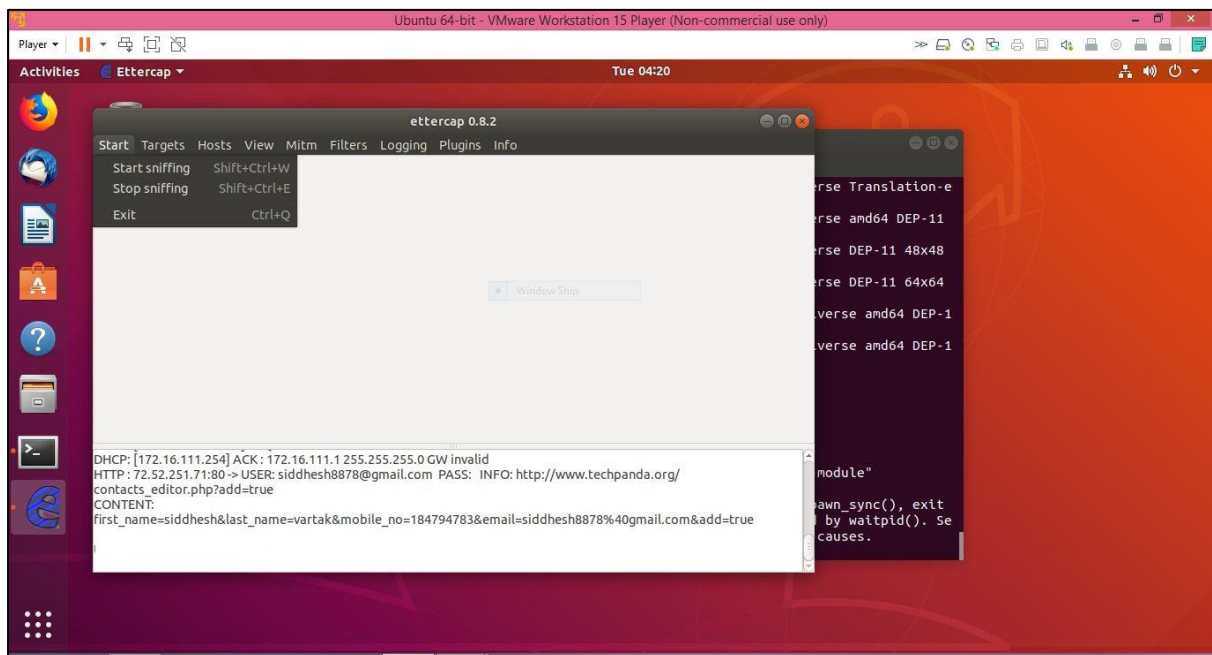 Ubuntu 64-bit - VMware Workstation 15 Player (Non-commercial use only)
Player
Activities Ettercap Tue 04:20
ettercap 0.8.2
Start Targets Hosts View Mitm Filters Logging Plugins Info
Start sniffing Shift+Ctrl+W
Stop sniffing Shift+Ctrl+E
Exit Ctrl+Q
Window Snip
erse Translation-e
erse amd64 DEP-11
erse DEP-11 48x48
erse DEP-11 64x64
verse amd64 DEP-1
verse amd64 DEP-1
module"
awn_sync(), exit
by waitpid(). Se
causes.
DHCP: [172.16.111.254] ACK : 172.16.111.1 255.255.255.0 GW invalid
HTTP : 72.52.251.71:80 -> USER: siddhesh8878@gmail.com PASS: INFO: http://www.techpanda.org/
contacts_editor.php?add=true
CONTENT:
first_name=siddhesh&last_name=vartak&mobile_no=184794783&email=siddhesh8878%40gmail.com&add=true